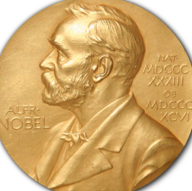 ALFR·
NOBEL
NAT·
MDCCC
XXXIII
OB·
MDCCC
XCVI